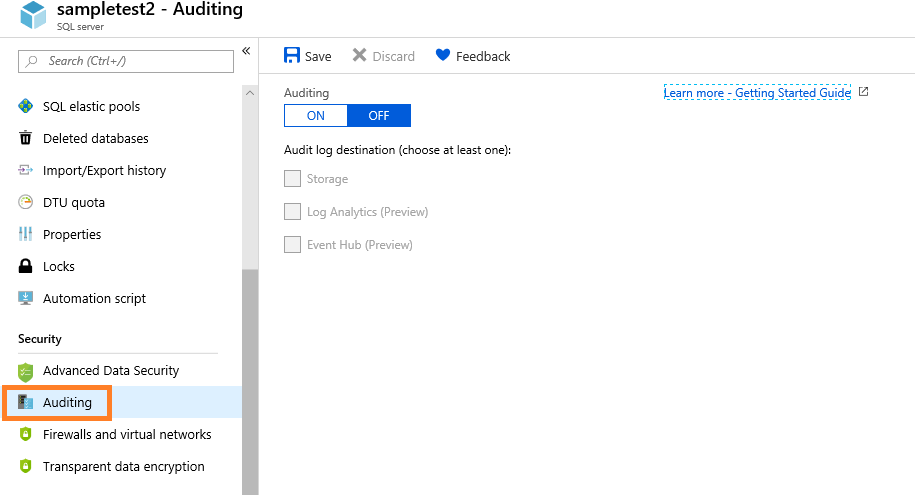 sampletest2 - Auditing
SQL server
Search (Ctrl+/)
«
SQL elastic pools
Deleted databases
Import/Export history
DTU quota
Properties
Locks
Automation script
Security
Advanced Data Security
Auditing
Firewalls and virtual networks
Transparent data encryption
Save Discard Feedback
Auditing
Learn more - Getting Started Guide
ON OFF
Audit log destination (choose at least one):
Storage
Log Analytics (Preview)
Event Hub (Preview)